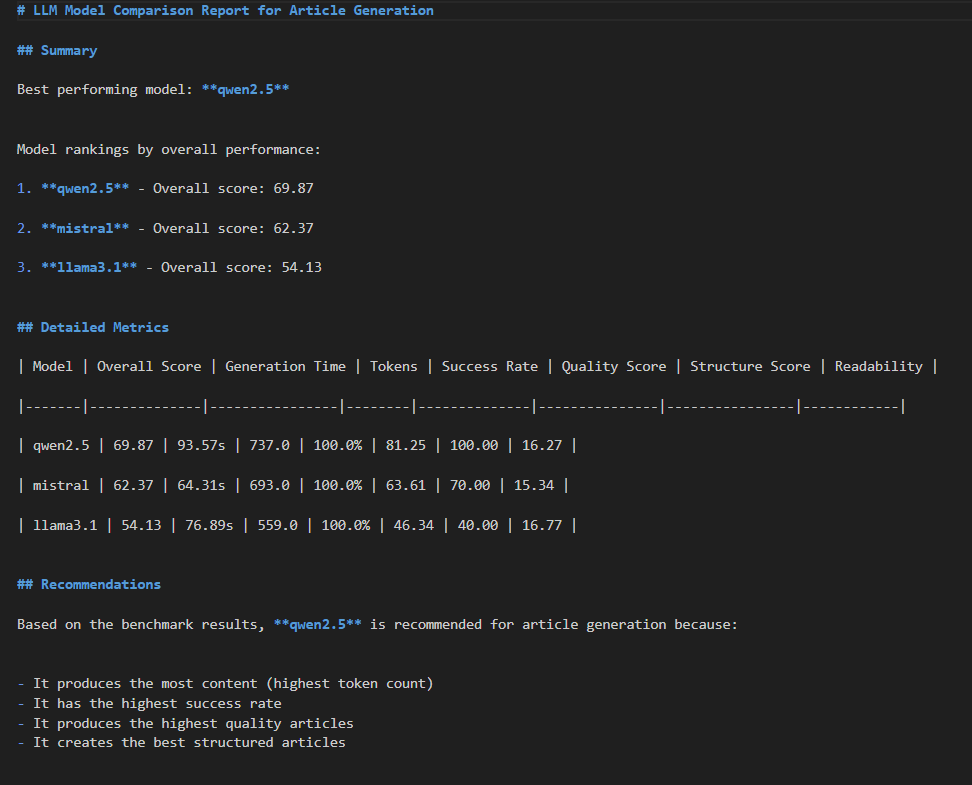 # LLM Model Comparison Report for Article Generation
## Summary
Best performing model: **qwen2.5**
Model rankings by overall performance:
1. **qwen2.5** - Overall score: 69.87
2. **mistral** - Overall score: 62.37
3. **llama3.1** - Overall score: 54.13
## Detailed Metrics
| Model | Overall Score | Generation Time | Tokens | Success Rate | Quality Score | Structure Score | Readability |
|-------|--------------|----------------|--------|--------------|---------------|----------------|------------|
| qwen2.5 | 69.87 | 93.57s | 737.0 | 100.0% | 81.25 | 100.00 | 16.27 |
| mistral | 62.37 | 64.31s | 693.0 | 100.0% | 63.61 | 70.00 | 15.34 |
| llama3.1 | 54.13 | 76.89s | 559.0 | 100.0% | 46.34 | 40.00 | 16.77 |
## Recommendations
Based on the benchmark results, **qwen2.5** is recommended for article generation because:
- It produces the most content (highest token count)
- It has the highest success rate
- It produces the highest quality articles
- It creates the best structured articles